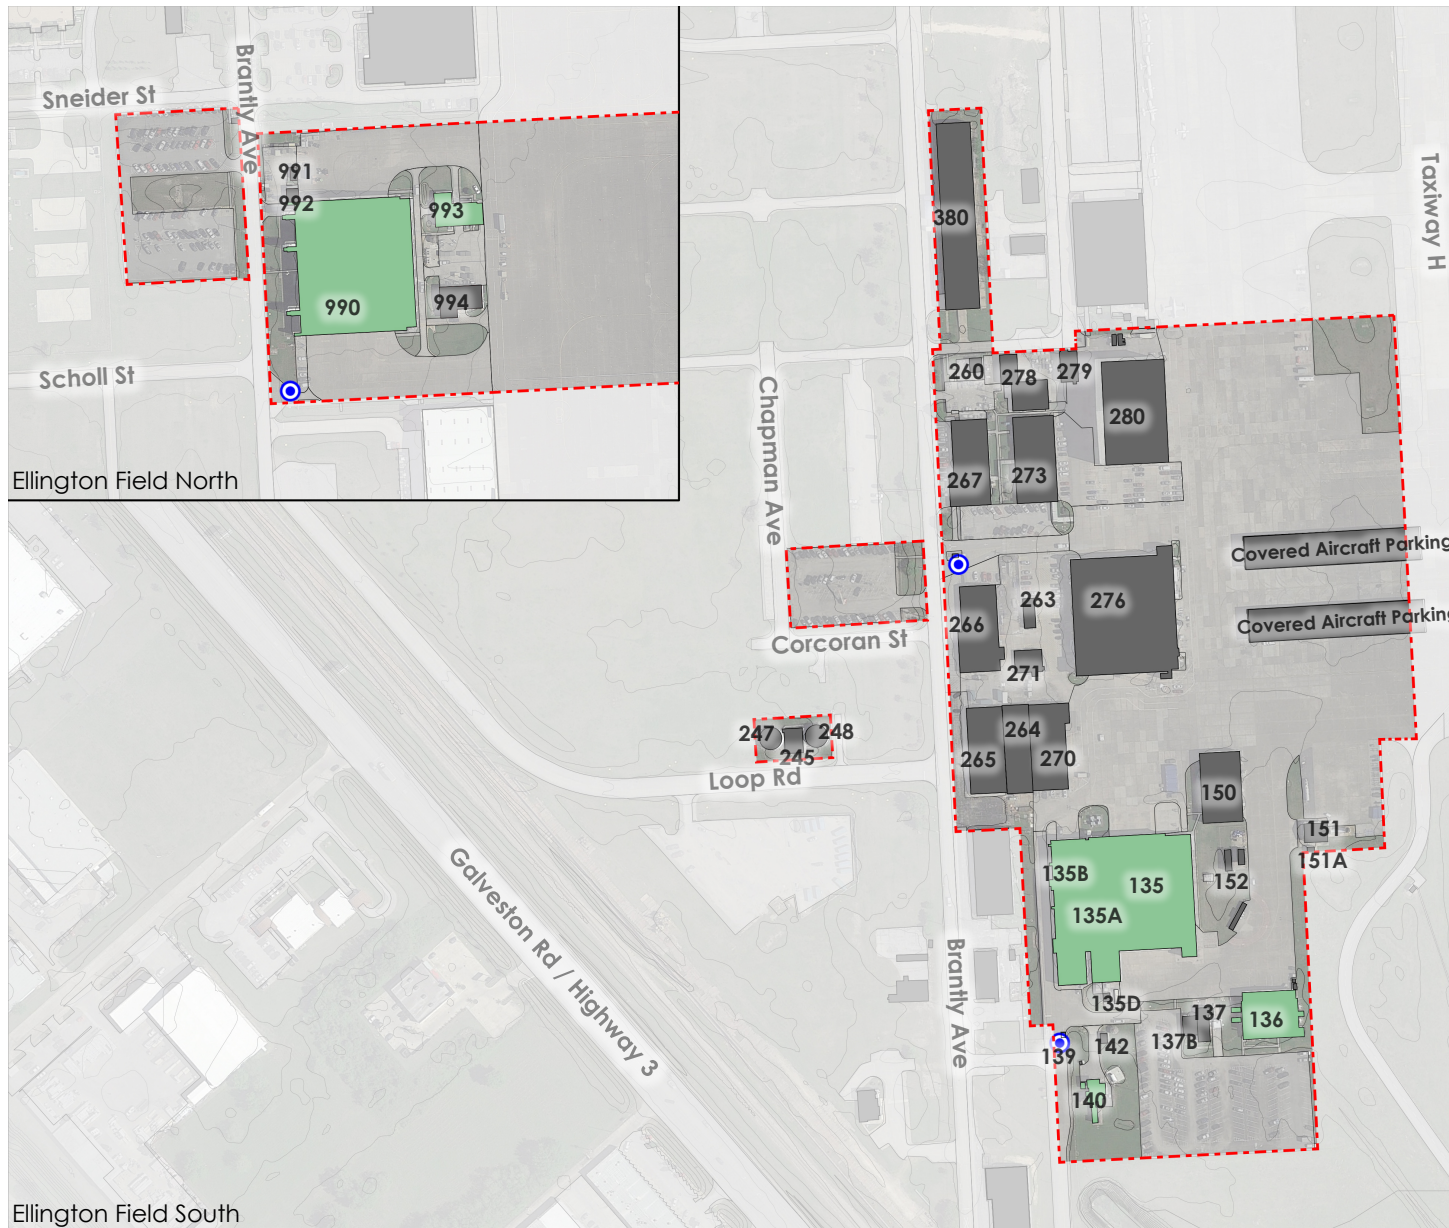 Sneider St
Brantly Ave
991
992
993
990
994
Scholl St
Ellington Field North
380
Taxiway H
260
278
279
280
Chapman Ave
267
273
Covered Aircraft Parking
263
276
266
Covered Aircraft Parking
Corcoran St
271
247
248
245
264
265
270
Loop Rd
150
151
151A
135B
135
152
135A
Galveston Rd / Highway 3
Brantly Ave
135D
137
136
139
142
137B
140
Ellington Field South